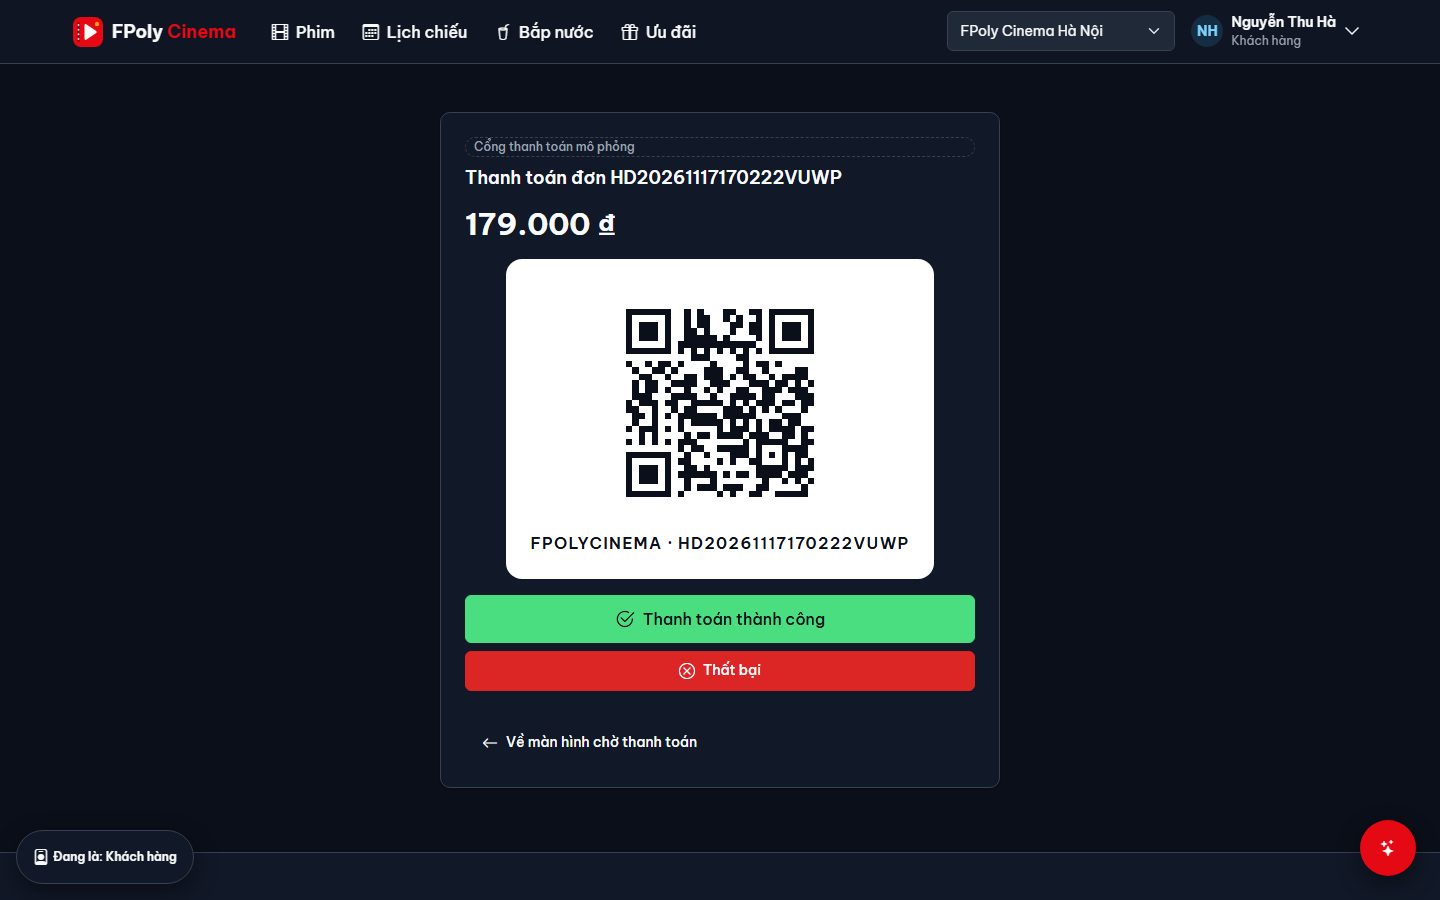 FPoly Cinema
Phim
Lịch chiếu
Bắp nước
Ưu đãi
FPoly Cinema Hà Nội
NH
Nguyễn Thu Hà
Khách hàng
Cổng thanh toán mô phỏng
Thanh toán đơn HD20261117170222VUWP
179.000 ₫
FPOLYCINEMA · HD20261117170222VUWP
Thanh toán thành công
Thất bại
Về màn hình chờ thanh toán
Đang là: Khách hàng